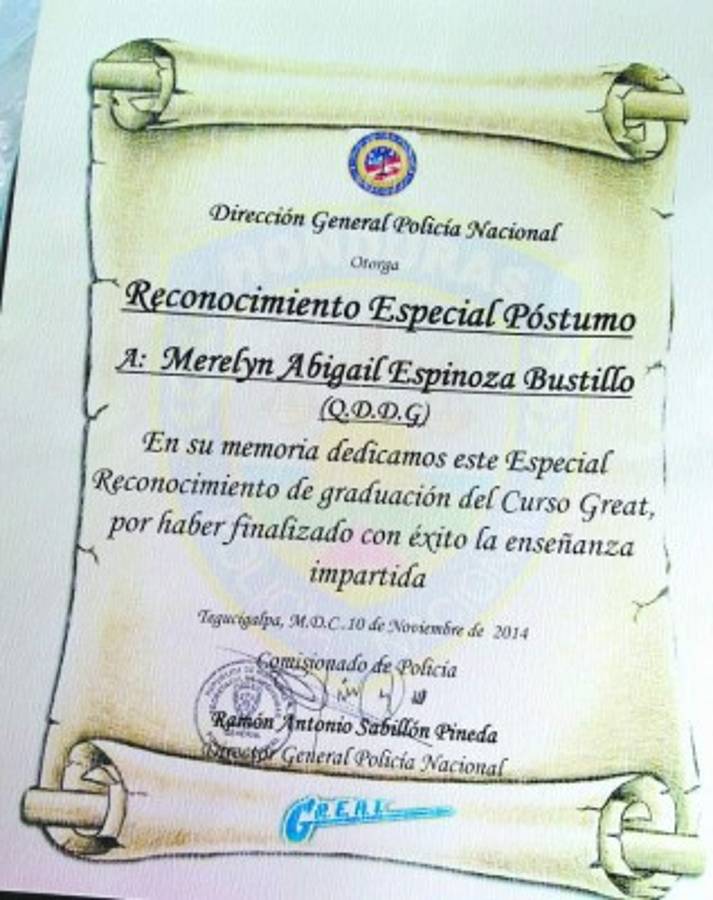 Dirección General Policía Nacional
Otorga
Reconocimiento Especial Póstumo
A: Merelyn Abigail Espinoza Bustillo
(Q.D.D.G)
En su memoria dedicamos este Especial
Reconocimiento de graduación del Curso Great,
por haber finalizado con éxito la enseñanza
impartida
Tegucigalpa, M.D.C. 10 de Noviembre de 2014
Comisionado de Policía
Ramón Antonio Sabillón Pineda
Director General Policía Nacional
G.R.E.A.T.
HONDURAS